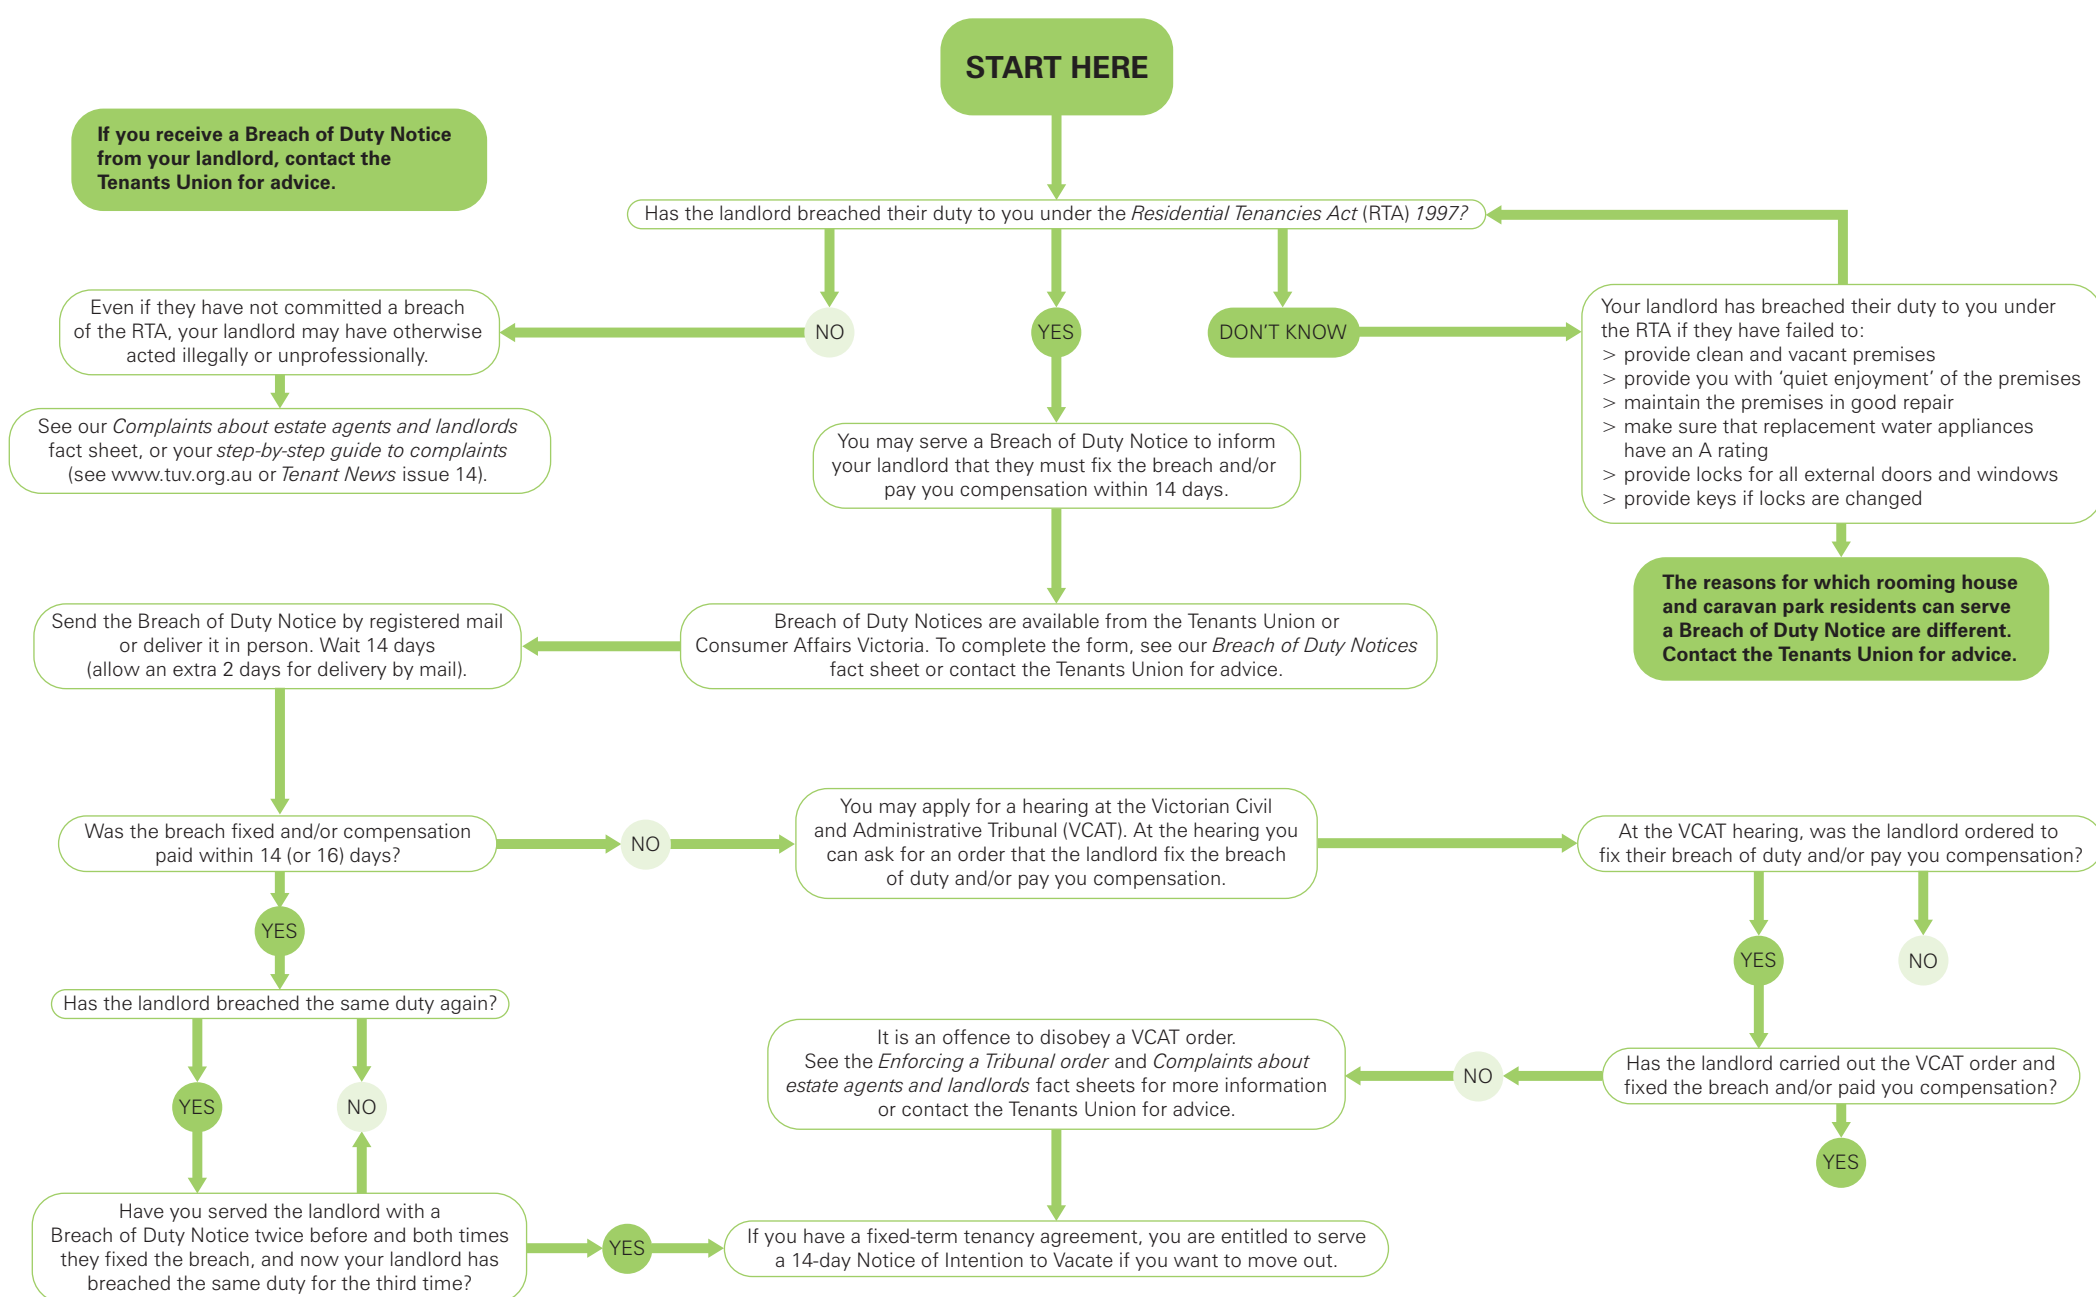 START HERE
If you receive a Breach of Duty Notice
from your landlord, contact the
Tenants Union for advice.
Has the landlord breached their duty to you under the Residential Tenancies Act (RTA) 1997?
NO
YES
DON'T KNOW
Even if they have not committed a breach
of the RTA, your landlord may have otherwise
acted illegally or unprofessionally.
See our Complaints about estate agents and landlords
fact sheet, or your step-by-step guide to complaints
(see www.tuv.org.au or Tenant News issue 14).
Your landlord has breached their duty to you under
the RTA if they have failed to:
> provide clean and vacant premises
> provide you with ‘quiet enjoyment’ of the premises
> maintain the premises in good repair
> make sure that replacement water appliances
have an A rating
> provide locks for all external doors and windows
> provide keys if locks are changed
The reasons for which rooming house
and caravan park residents can serve
a Breach of Duty Notice are different.
Contact the Tenants Union for advice.
You may serve a Breach of Duty Notice to inform
your landlord that they must fix the breach and/or
pay you compensation within 14 days.
Breach of Duty Notices are available from the Tenants Union or
Consumer Affairs Victoria. To complete the form, see our Breach of Duty Notices
fact sheet or contact the Tenants Union for advice.
Send the Breach of Duty Notice by registered mail
or deliver it in person. Wait 14 days
(allow an extra 2 days for delivery by mail).
Was the breach fixed and/or compensation
paid within 14 (or 16) days?
NO
You may apply for a hearing at the Victorian Civil
and Administrative Tribunal (VCAT). At the hearing you
can ask for an order that the landlord fix the breach
of duty and/or pay you compensation.
At the VCAT hearing, was the landlord ordered to
fix their breach of duty and/or pay you compensation?
YES
NO
YES
Has the landlord breached the same duty again?
YES
NO
It is an offence to disobey a VCAT order.
See the Enforcing a Tribunal order and Complaints about
estate agents and landlords fact sheets for more information
or contact the Tenants Union for advice.
NO
Has the landlord carried out the VCAT order and
fixed the breach and/or paid you compensation?
YES
Have you served the landlord with a
Breach of Duty Notice twice before and both times
they fixed the breach, and now your landlord has
breached the same duty for the third time?
YES
If you have a fixed-term tenancy agreement, you are entitled to serve
a 14-day Notice of Intention to Vacate if you want to move out.